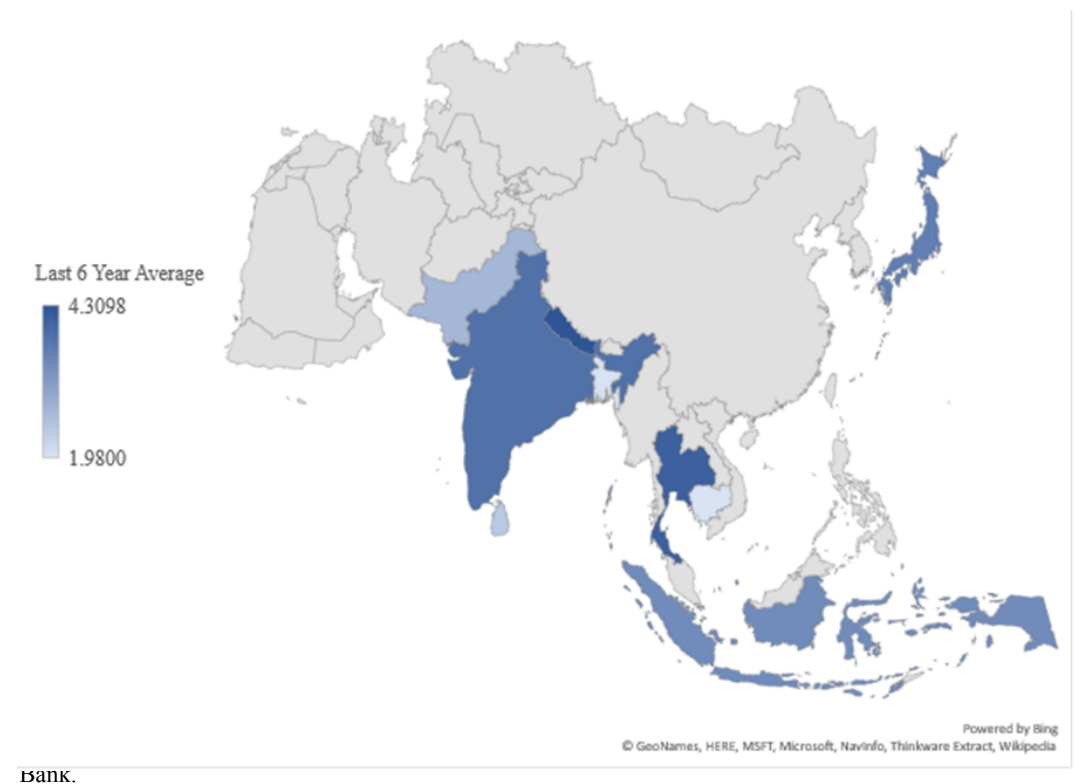 Last 6 Year Average
4.3098
1.9800
Powered by Bing
© GeoNames, HERE, MSFT, Microsoft, NavInfo, Thinkware Extract, Wikipedia
Bank.